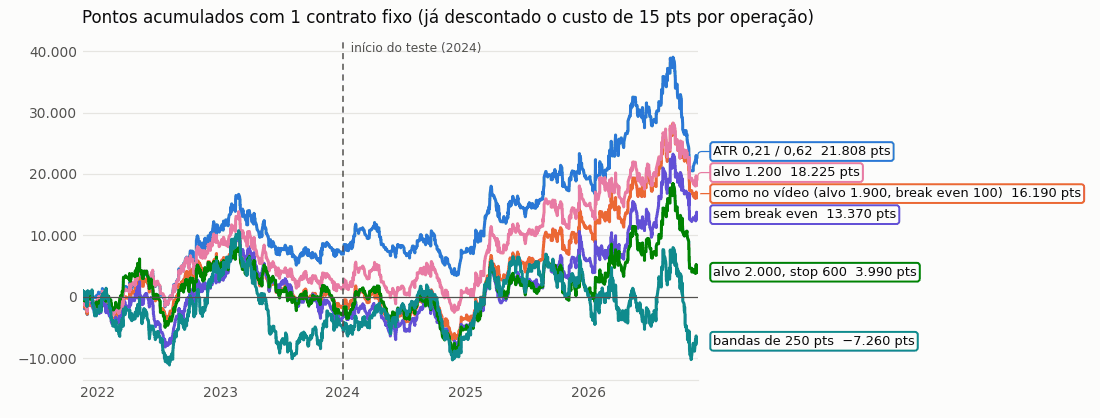 Pontos acumulados com 1 contrato fixo (já descontado o custo de 15 pts por operação)
início do teste (2024)
40.000
30.000
20.000
10.000
0
−10.000
ATR 0,21 / 0,62 21.808 pts
alvo 1.200 18.225 pts
como no vídeo (alvo 1.900, break even 100) 16.190 pts
sem break even 13.370 pts
alvo 2.000, stop 600 3.990 pts
bandas de 250 pts −7.260 pts
2022 2023 2024 2025 2026